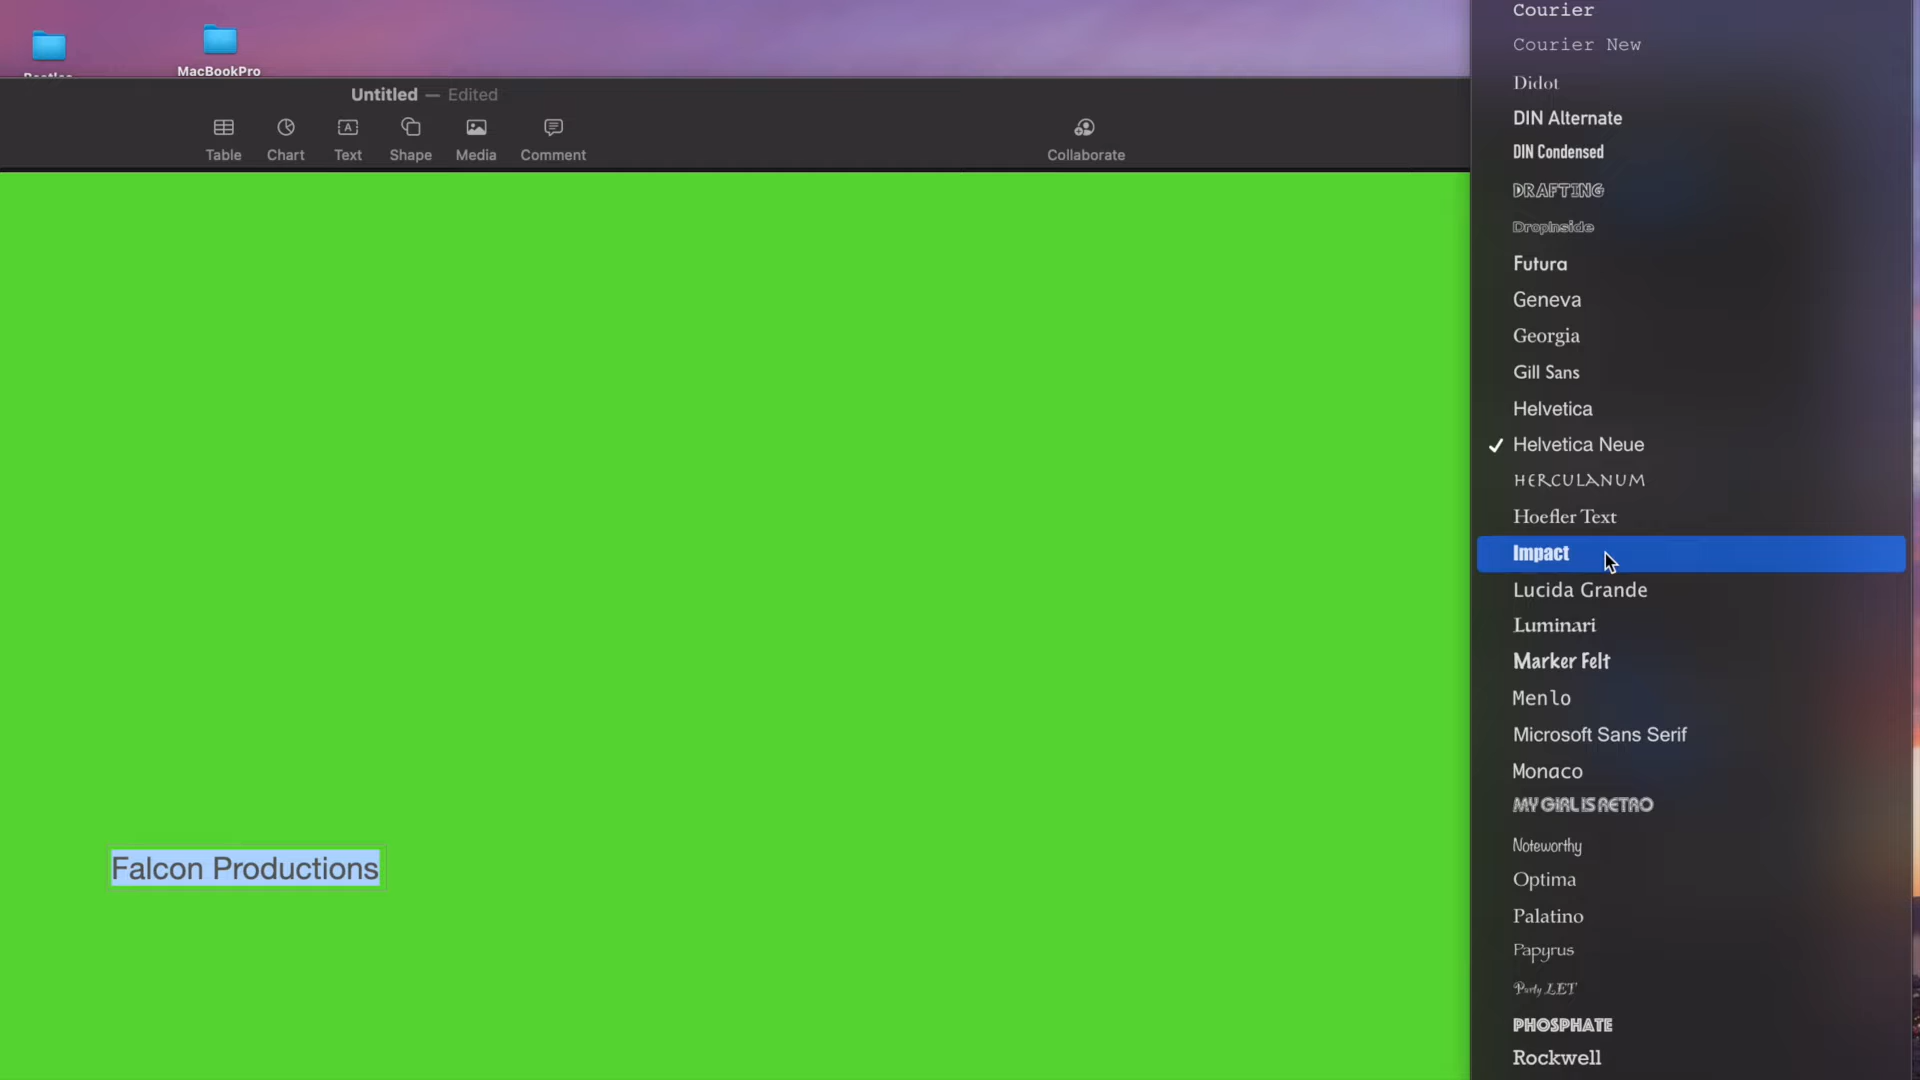 MacBookPro
Untitled — Edited
Table Chart Text Shape Media Comment
Collaborate
Falcon Productions
Courier
Courier New
Didot
DIN Alternate
DIN Condensed
DRAFTING
Dropinside
Futura
Geneva
Georgia
Gill Sans
Helvetica
✓ Helvetica Neue
HERCULANUM
Hoefler Text
Impact
Lucida Grande
Luminari
Marker Felt
Menlo
Microsoft Sans Serif
Monaco
MY GIRL IS RETRO
Noteworthy
Optima
Palatino
Papyrus
Party LET
PHOSPHATE
Rockwell